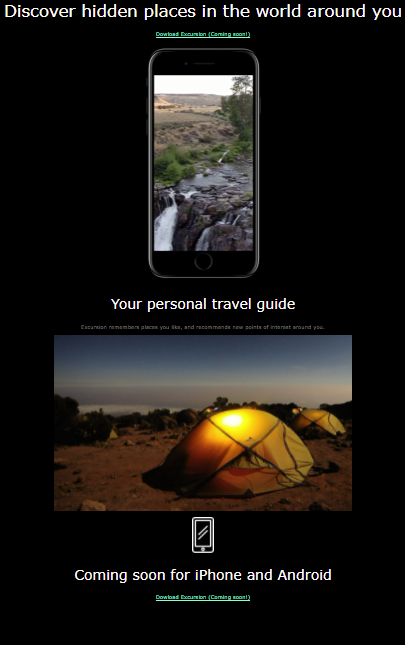 Discover hidden places in the world around you
Dowload Excursion (Coming soon!)
Your personal travel guide
Excursion remembers places you like, and recommends new points of interest around you.
Coming soon for iPhone and Android
Dowload Excursion (Coming soon!)